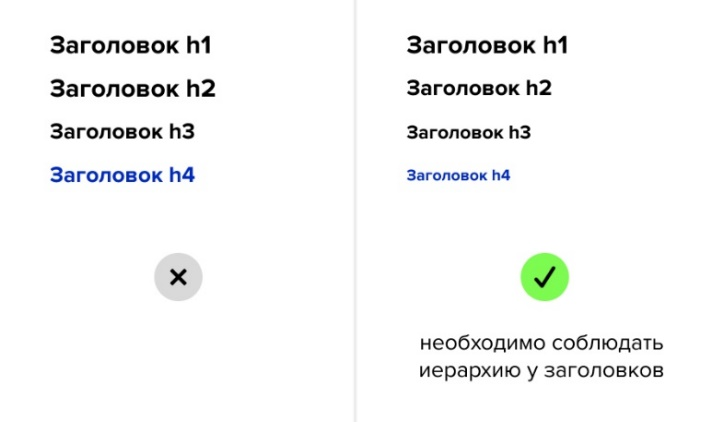 Заголовок h1
Заголовок h2
Заголовок h3
Заголовок h4
Заголовок h1
Заголовок h2
Заголовок h3
Заголовок h4
необходимо соблюдать
иерархию у заголовков